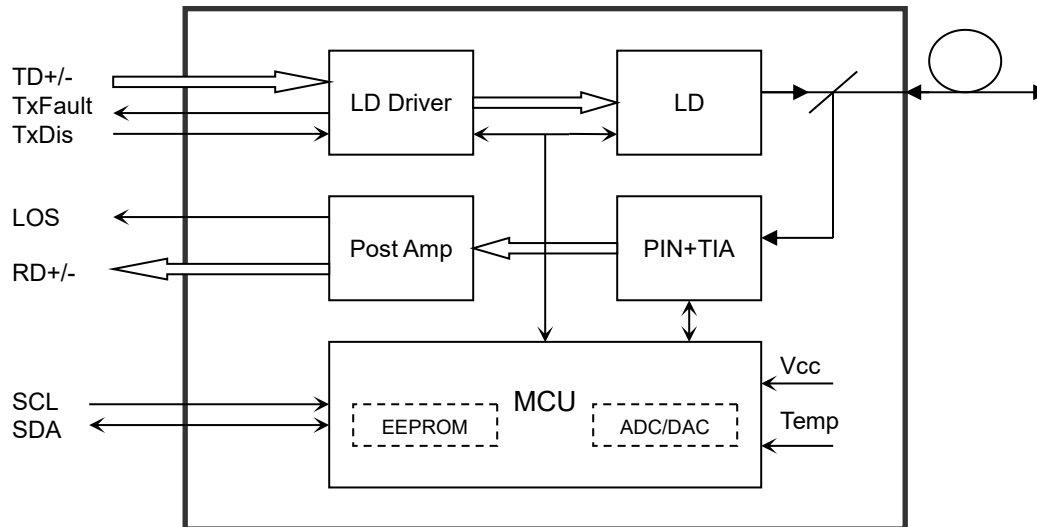 TD+/-
TxFault
TxDis
LD Driver
LD
LOS
RD+/-
Post Amp
PIN+TIA
SCL
SDA
MCU
EEPROM
ADC/DAC
Vcc
Temp